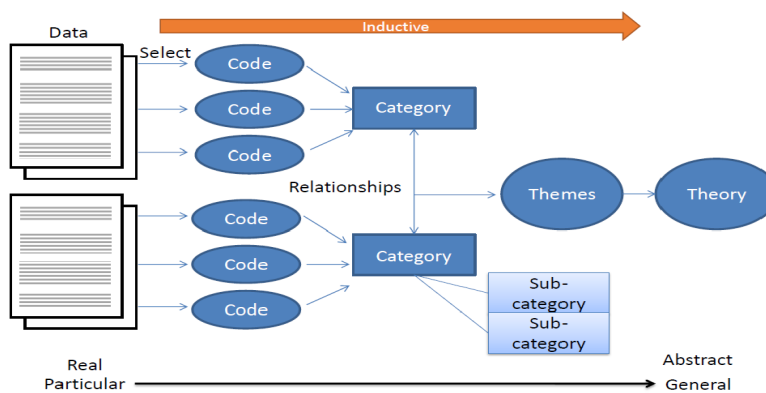 Data
Inductive
Select
Code
Code
Code
Category
Relationships
Themes
Theory
Code
Code
Code
Category
Sub-
category
Sub-
category
Real
Particular
Abstract
General